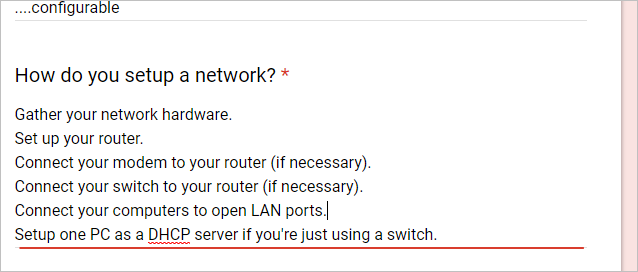 ....configurable
How do you setup a network? *
Gather your network hardware.
Set up your router.
Connect your modem to your router (if necessary).
Connect your switch to your router (if necessary).
Connect your computers to open LAN ports.
Setup one PC as a DHCP server if you're just using a switch.